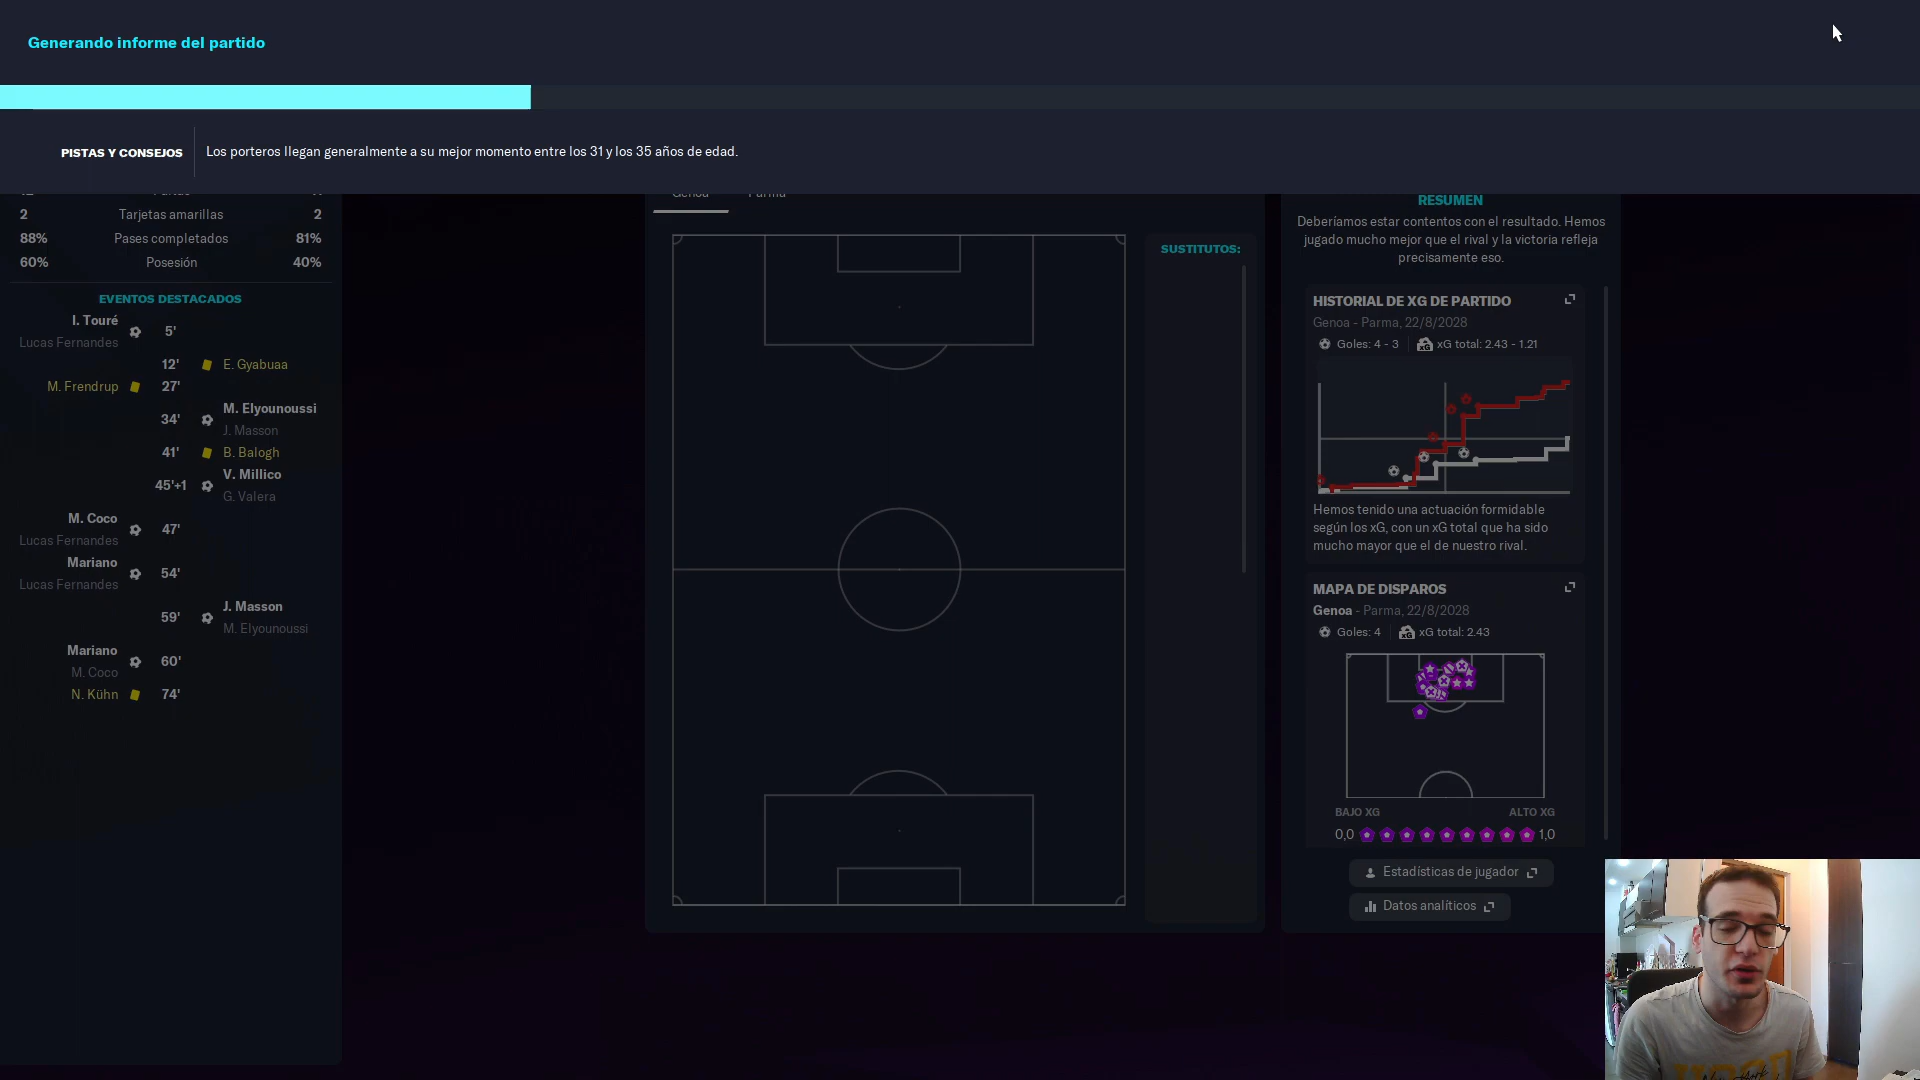 Generando informe del partido
PISTAS Y CONSEJOS
Los porteros llegan generalmente a su mejor momento entre los 31 y los 35 años de edad.
2 Tarjetas amarillas 2
88% Pases completados 81%
60% Posesión 40%
EVENTOS DESTACADOS
I. Touré
Lucas Fernandes
5'
12' E. Gyabuaa
M. Frendrup 27'
34' M. Elyounoussi
J. Masson
41' B. Balogh
45'+1 V. Millico
G. Valera
M. Coco
Lucas Fernandes
47'
Mariano
Lucas Fernandes
54'
59' J. Masson
M. Elyounoussi
Mariano
M. Coco
60'
N. Kühn 74'
Genoa Parma
SUSTITUTOS:
RESUMEN
Deberíamos estar contentos con el resultado. Hemos
jugado mucho mejor que el rival y la victoria refleja
precisamente eso.
HISTORIAL DE XG DE PARTIDO
Genoa - Parma, 22/8/2028
Goles: 4 - 3 xG xG total: 2.43 - 1.21
Hemos tenido una actuación formidable
según los xG, con un xG total que ha sido
mucho mayor que el de nuestro rival.
MAPA DE DISPAROS
Genoa - Parma, 22/8/2028
Goles: 4 xG xG total: 2.43
BAJO XG ALTO XG
0,0 1,0
Estadísticas de jugador
Datos analíticos